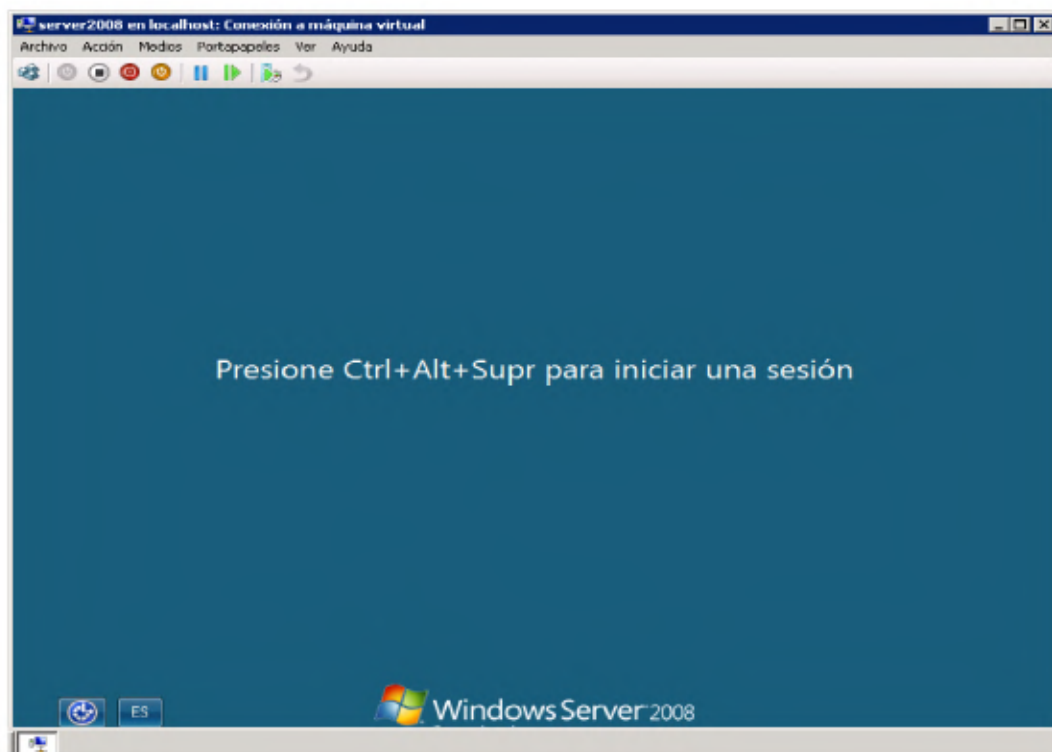 server2008 en localhost: Conexión a máquina virtual
Archivo Acción Medios Portapapeles Ver Ayuda
Presione Ctrl+Alt+Supr para iniciar una sesión
ES
Windows Server 2008